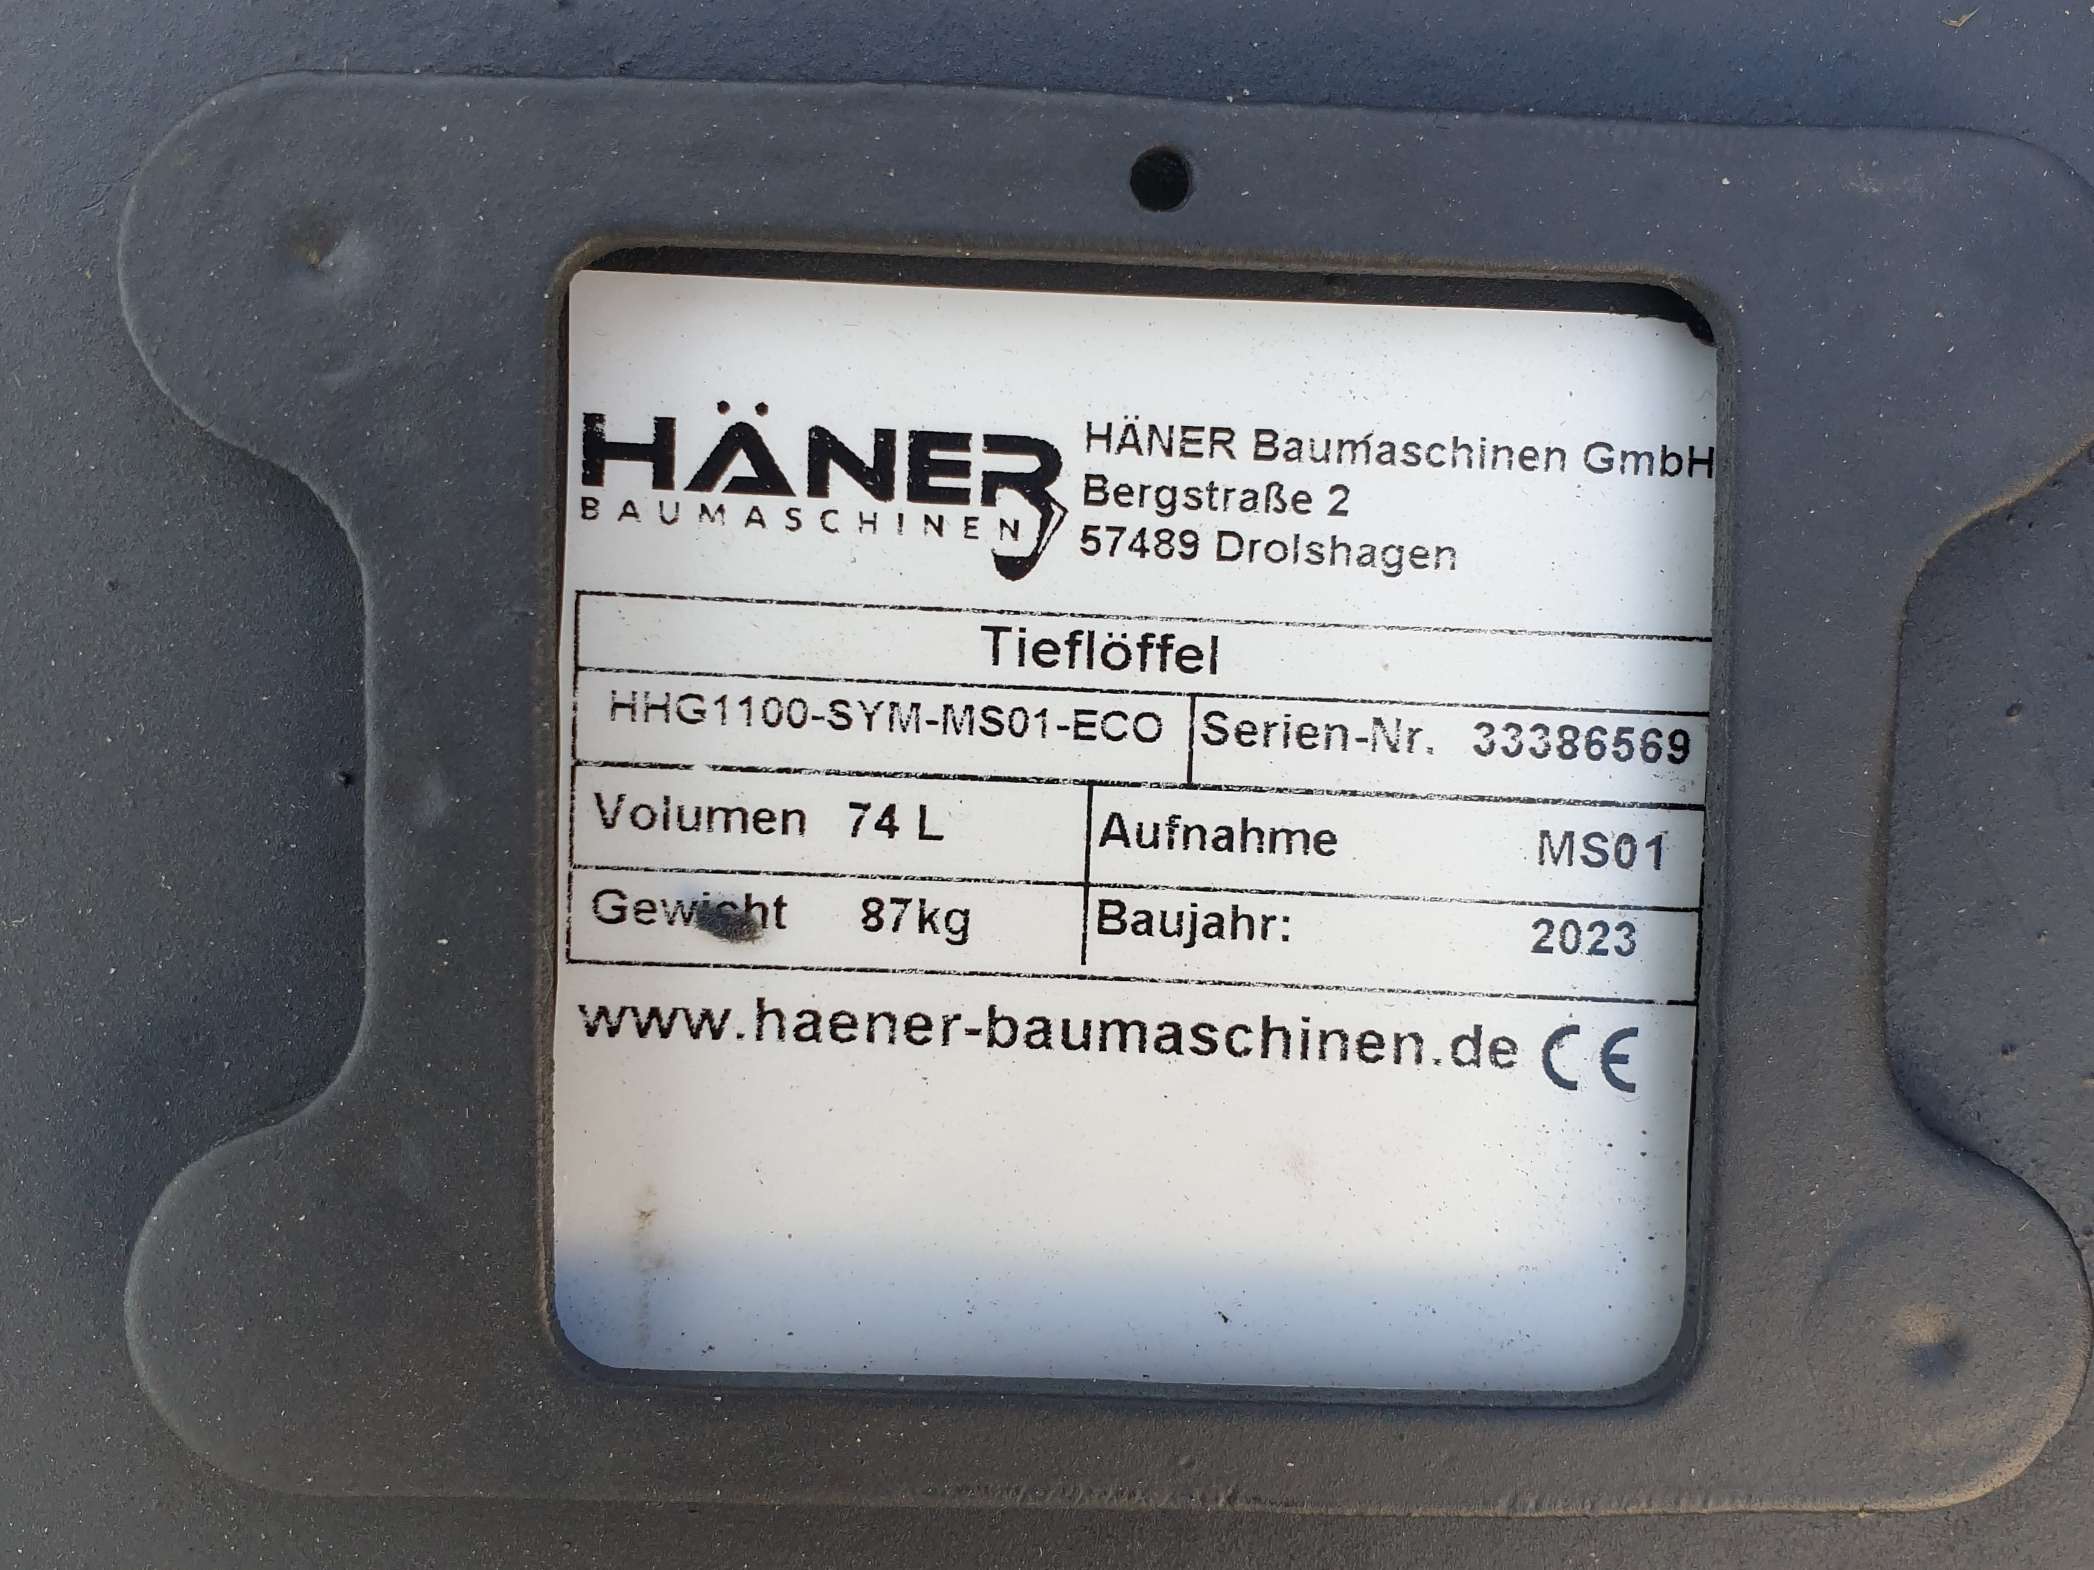 HÄNER
BAUMASCHINEN
HÄNER Baumaschinen GmbH
Bergstraße 2
57489 Drolshagen
Tieflöffel
HHG1100-SYM-MS01-ECO Serien-Nr. 33386569
Volumen 74 L Aufnahme MS01
Gewicht 87kg Baujahr: 2023
www.haener-baumaschinen.de CE